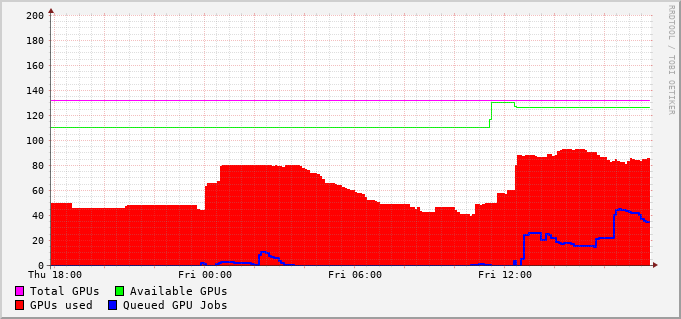 200
180
160
140
120
100
80
60
40
20
0
Thu 18:00 Fri 00:00 Fri 06:00 Fri 12:00
Total GPUs Available GPUs
GPUs used Queued GPU Jobs
RRDTOOL / TOBI OETIKER